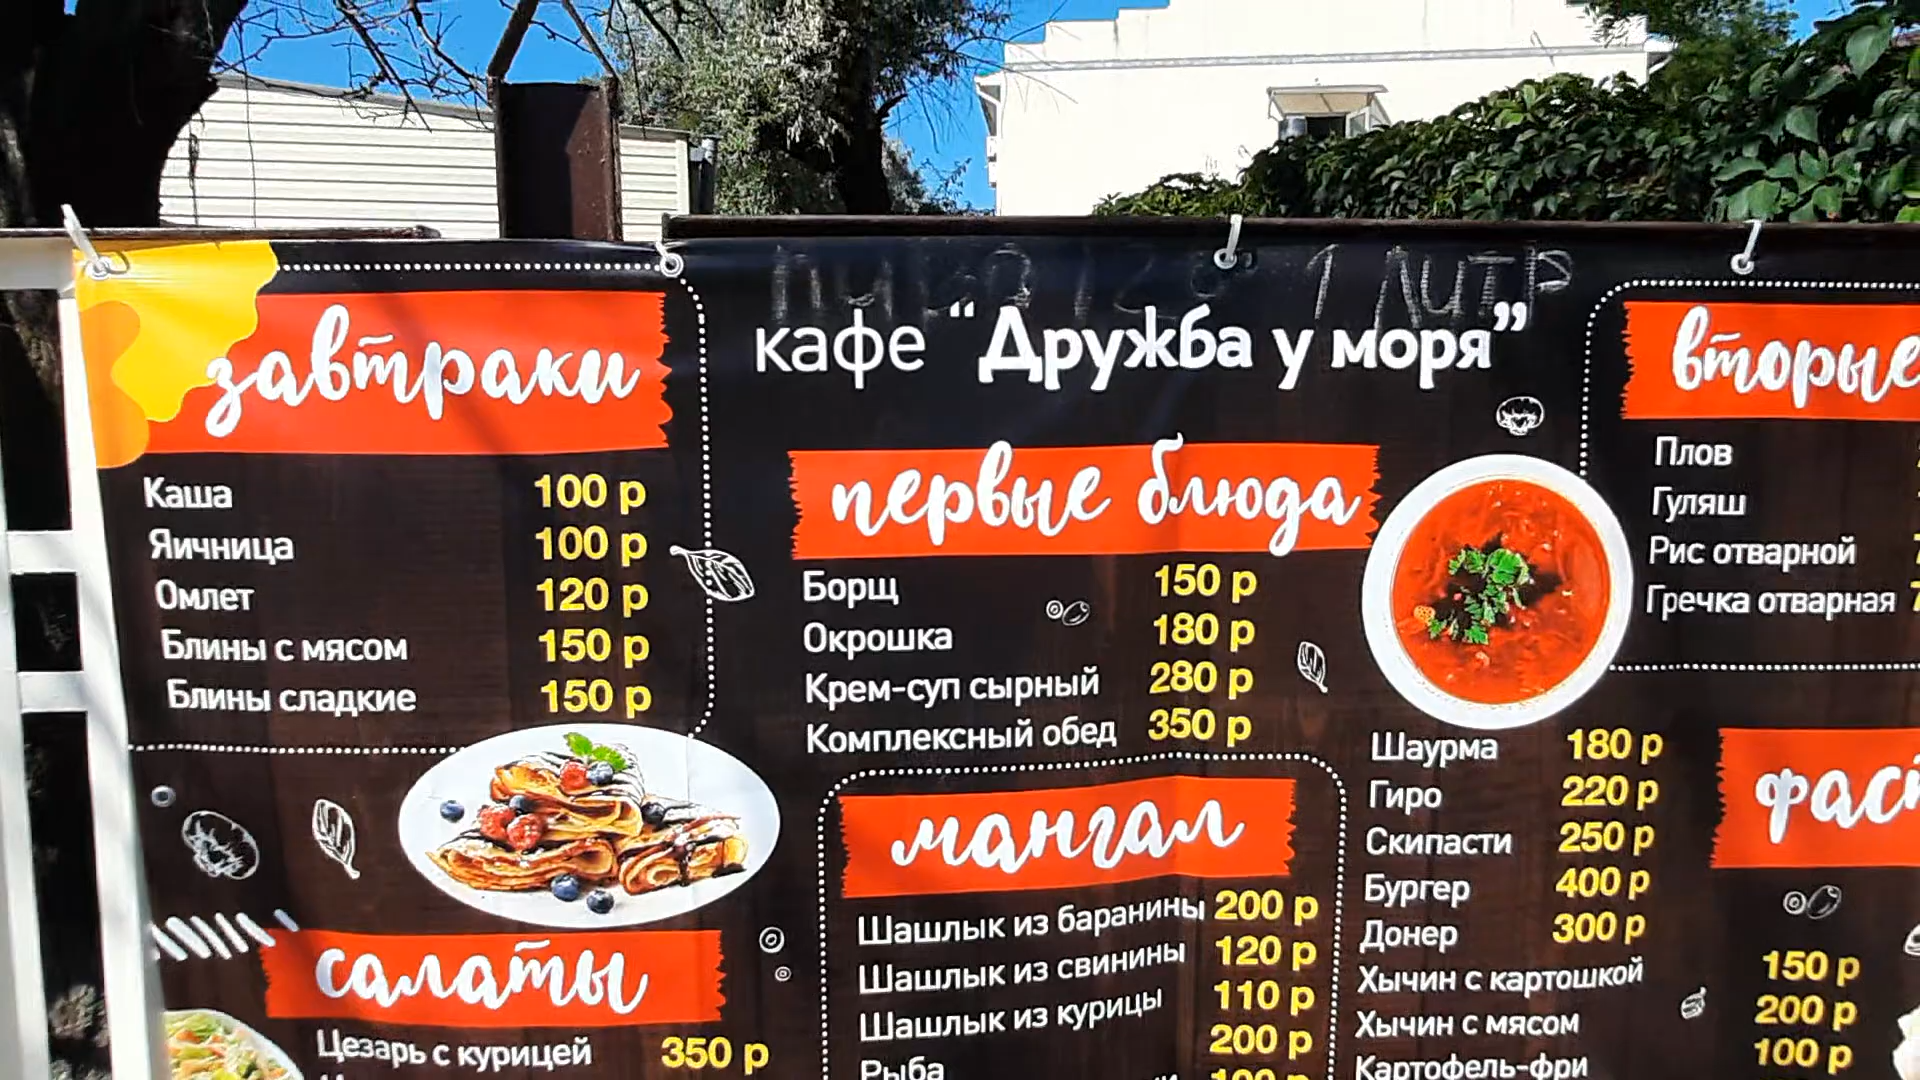 1 ЛИТР
кафе “Дружба у моря”
завтраки
Каша 100 р
Яичница 100 р
Омлет 120 р
Блины с мясом 150 р
Блины сладкие 150 р
салаты
Цезарь с курицей 350 р
первые блюда
Борщ 150 р
Окрошка 180 р
Крем-суп сырный 280 р
Комплексный обед 350 р
мангал
Шашлык из баранины 200 р
Шашлык из свинины 120 р
Шашлык из курицы 110 р
Рыба 200 р
вторые
Плов
Гуляш
Рис отварной
Гречка отварная
Шаурма 180 р
Гиро 220 р
Скипасти 250 р
Бургер 400 р
Донер 300 р
Хычин с картошкой 150 р
Хычин с мясом 200 р
Картофель-фри 100 р